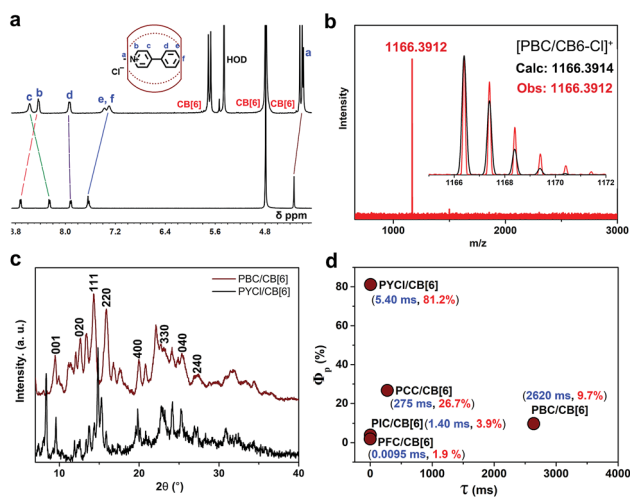 a
a
b
c
d
e
f
N+
Cl−
a
HOD
c b d e, f
CB[6] CB[6] CB[6]
δ ppm
3.8 8.0 7.2 6.4 5.6 4.8
b
1166.3912
[PBC/CB6-Cl]+
Calc: 1166.3914
Obs: 1166.3912
Intensity
1166 1168 1170 1172
1000 2000 3000
m/z
c
PBC/CB[6]
PYCl/CB[6]
001 020 111 220 400 330 040 240
Intensity. (a. u.)
10 20 30 40
2θ (°)
d
PYCl/CB[6]
(5.40 ms, 81.2%)
PCC/CB[6]
(275 ms, 26.7%)
(2620 ms, 9.7%)
PBC/CB[6]
PIC/CB[6] (1.40 ms, 3.9%)
PFC/CB[6]
(0.0095 ms, 1.9 %)
Φp (%)
80
60
40
20
0
0 1000 2000 3000 4000
τ (ms)